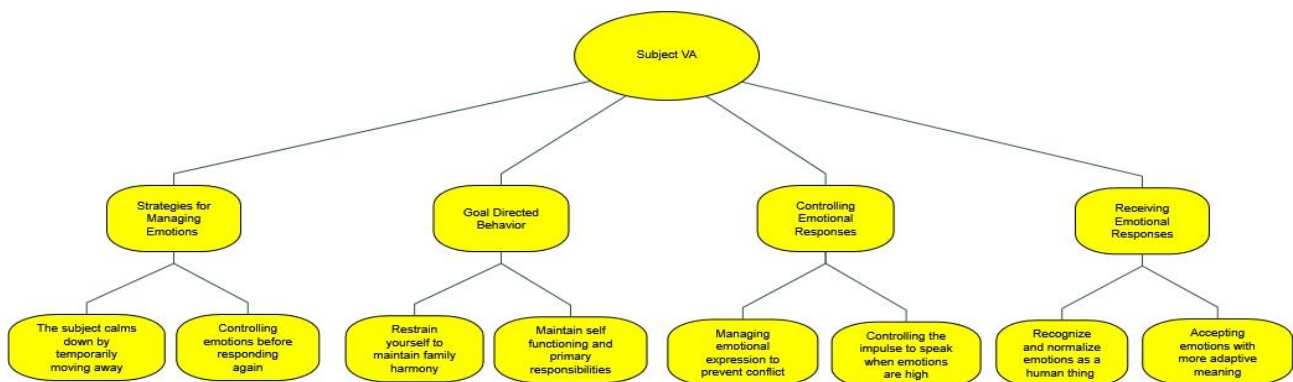 Subject VA
Strategies for
Managing
Emotions
Goal Directed
Behavior
Controlling
Emotional
Responses
Receiving
Emotional
Responses
The subject calms
down by
temporarily
moving away
Controlling
emotions before
responding
again
Restrain
yourself to
maintain family
harmony
Maintain self
functioning and
primary
responsibilities
Managing
emotional
expression to
prevent conflict
Controlling the
impulse to speak
when emotions
are high
Recognize
and normalize
emotions as a
human thing
Accepting
emotions with
more adaptive
meaning